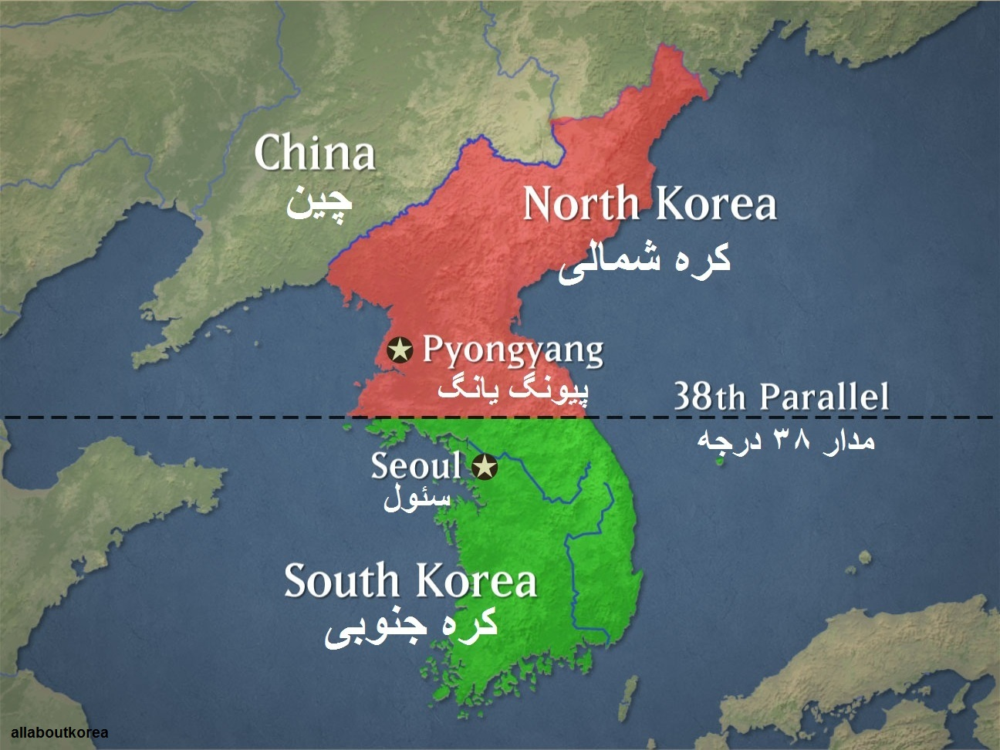 China
چین
North Korea
کره شمالی
Pyongyang
پیونگ یانگ
38th Parallel
مدار ۳۸ درجه
Seoul
سئول
South Korea
کره جنوبی
allaboutkorea